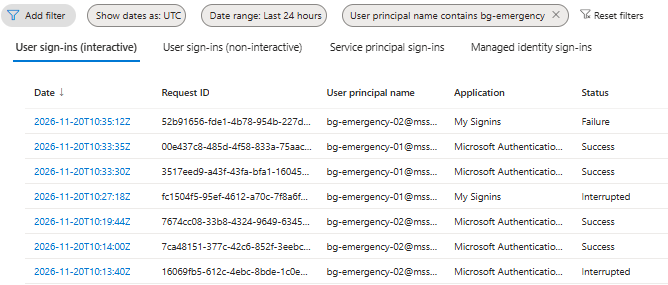 Add filter Show dates as: UTC Date range: Last 24 hours User principal name contains bg-emergency Reset filters
User sign-ins (interactive) User sign-ins (non-interactive) Service principal sign-ins Managed identity sign-ins
Date ↓ Request ID User principal name Application Status
2026-11-20T10:35:12Z 52b91656-fde1-4b78-954b-227d... bg-emergency-02@mss... My Signins Failure
2026-11-20T10:33:35Z 00e437c8-485d-4f58-833a-75aac... bg-emergency-01@mss... Microsoft Authenticatio... Success
2026-11-20T10:33:30Z 3517eed9-a43f-43fa-bfa1-16045... bg-emergency-01@mss... Microsoft Authenticatio... Success
2026-11-20T10:27:18Z fc1504f5-95ef-4612-a70c-7f8a6f... bg-emergency-01@mss... My Signins Interrupted
2026-11-20T10:19:44Z 7674cc08-33b8-4324-9649-6345... bg-emergency-02@mss... Microsoft Authenticatio... Success
2026-11-20T10:14:00Z 7ca48151-377c-42c6-852f-3eebc... bg-emergency-02@mss... Microsoft Authenticatio... Success
2026-11-20T10:13:40Z 16069fb5-612c-4ebc-8bde-1c0e... bg-emergency-02@mss... Microsoft Authenticatio... Interrupted